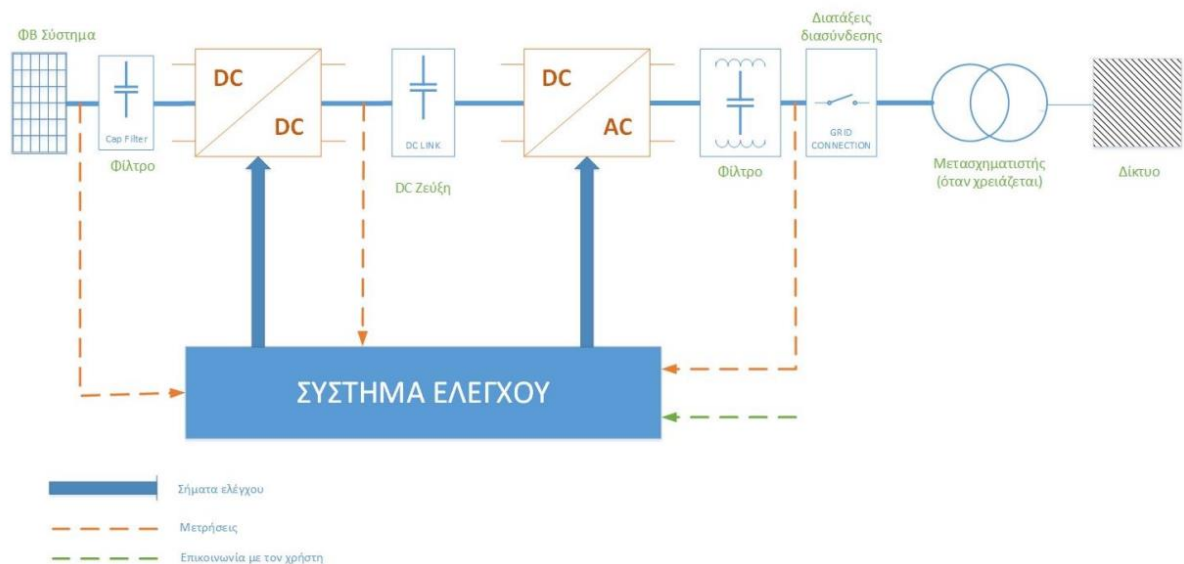 ΦΒ Σύστημα
Διατάξεις
διασύνδεσης
DC
DC
DC
AC
Cap Filter
DC LINK
GRID
CONNECTION
Φίλτρο
DC Ζεύξη
Φίλτρο
Μετασχηματιστής
(όταν χρειάζεται)
Δίκτυο
ΣΥΣΤΗΜΑ ΕΛΕΓΧΟΥ
Σήματα ελέγχου
Μετρήσεις
Επικοινωνία με τον χρήστη